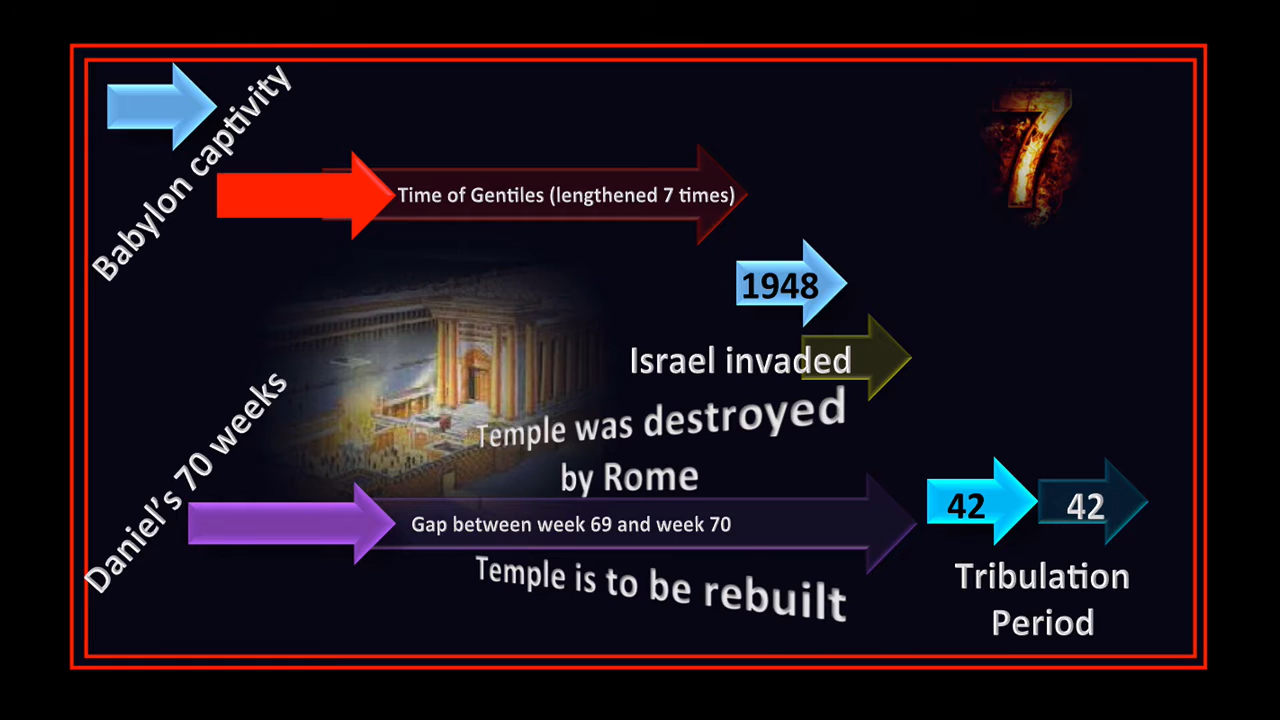 Babylon captivity
7
Time of Gentiles (lengthened 7 times)
1948
Israel invaded
Temple was destroyed
by Rome
Daniel's 70 weeks
Gap between week 69 and week 70
42
42
Temple is to be rebuilt
Tribulation
Period